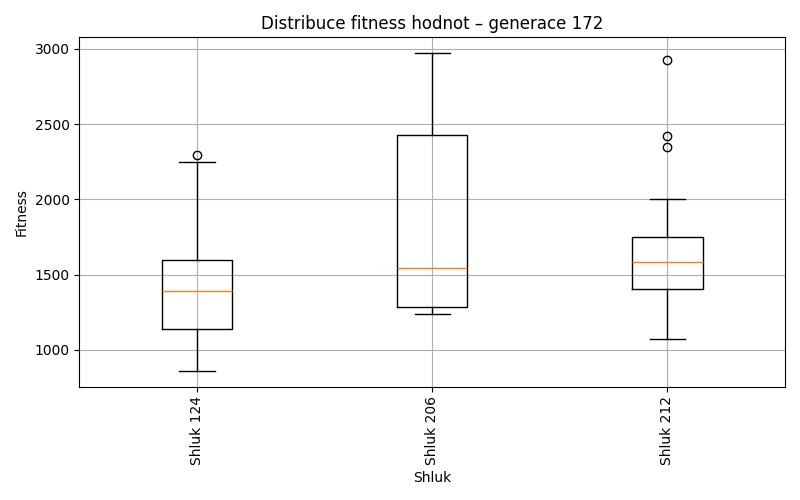 Distribuce fitness hodnot – generace 172
Fitness
3000
2500
2000
1500
1000
Shluk 124
Shluk 206
Shluk 212
Shluk